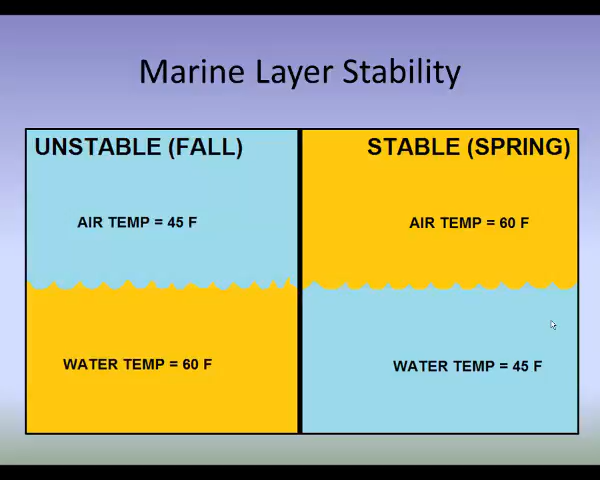 Marine Layer Stability
UNSTABLE (FALL)
AIR TEMP = 45 F
WATER TEMP = 60 F
STABLE (SPRING)
AIR TEMP = 60 F
WATER TEMP = 45 F